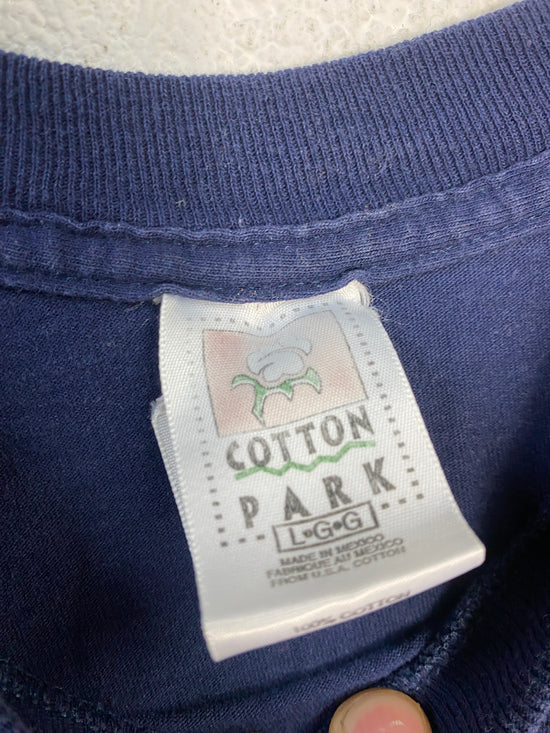 COTTON
PARK
L•G•G
MADE IN MEXICO
FABRIQUE AU MEXICO
FROM U.S.A. COTTON
100% COTTON